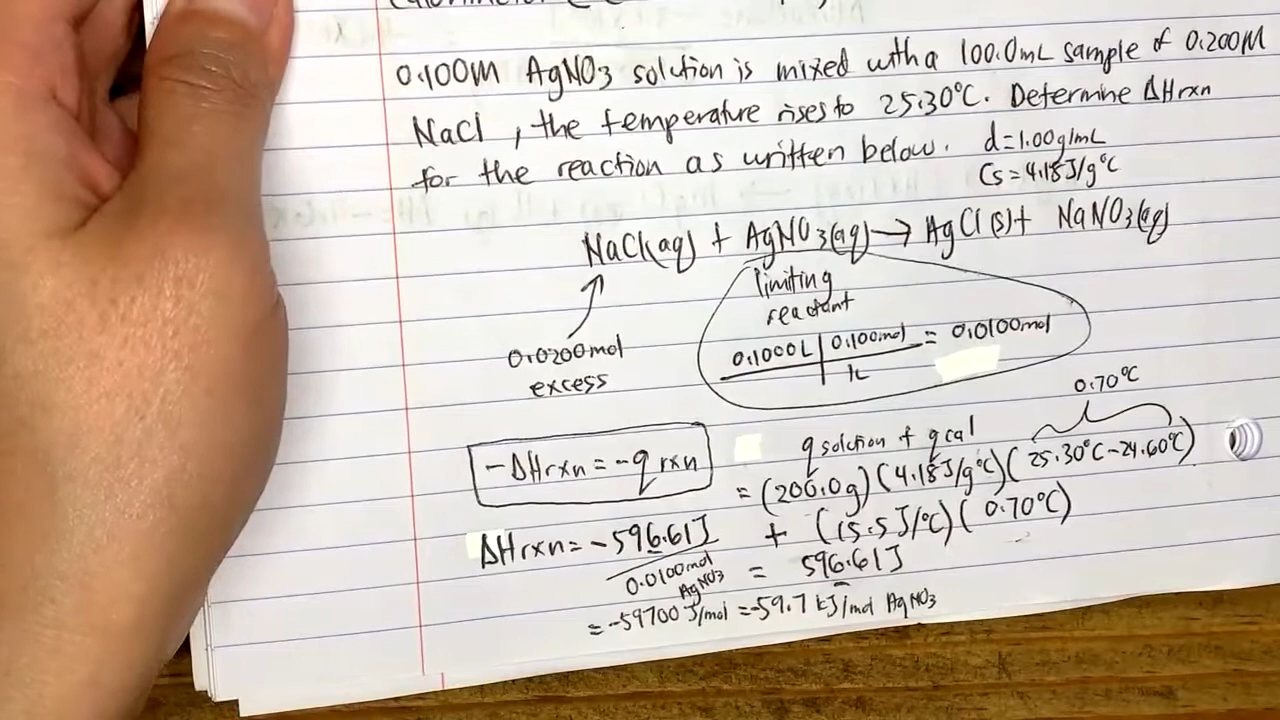 0.100M AgNO3 solution is mixed with a 100.0mL sample of 0.200M
NaCl, the temperature rises to 25.30°C. Determine ΔHrxn
for the reaction as written below. d=1.00g/mL
Cs=4.18J/g°C
NaCl(aq) + AgNO3(aq) → AgCl(s)+ NaNO3(aq)
limiting
reactant
0.0200mol
excess
0.1000L | 0.100mol = 0.0100mol
L
0.70°C
q solution + qcal
-ΔHrxn = -q rxn
= (200.0g)(4.18J/g°C)(25.30°C-24.60°C)
+ (15.5J/°C)(0.70°C)
= 596.61J
ΔHrxn = -596.61J
0.0100mol
AgNO3
= -59700 J/mol = -59.7 kJ/mol AgNO3